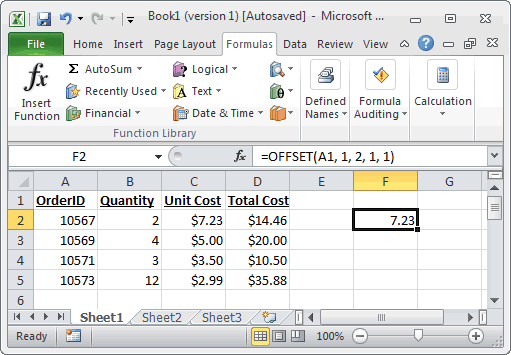 Book1 (version 1) [Autosaved] - Microsoft ...
File Home Insert Page Layout Formulas Data Review View
fx Insert Function
Σ AutoSum
Recently Used
Financial
Logical
A Text
Date & Time
θ
Function Library
Defined Names
Formula Auditing
Calculation
F2 fx =OFFSET(A1, 1, 2, 1, 1)
A B C D E F G
1 OrderID Quantity Unit Cost Total Cost
2 10567 2 $7.23 $14.46 7.23
3 10569 4 $5.00 $20.00
4 10571 3 $3.50 $10.50
5 10573 12 $2.99 $35.88
6
Sheet1 Sheet2 Sheet3
Ready 100%